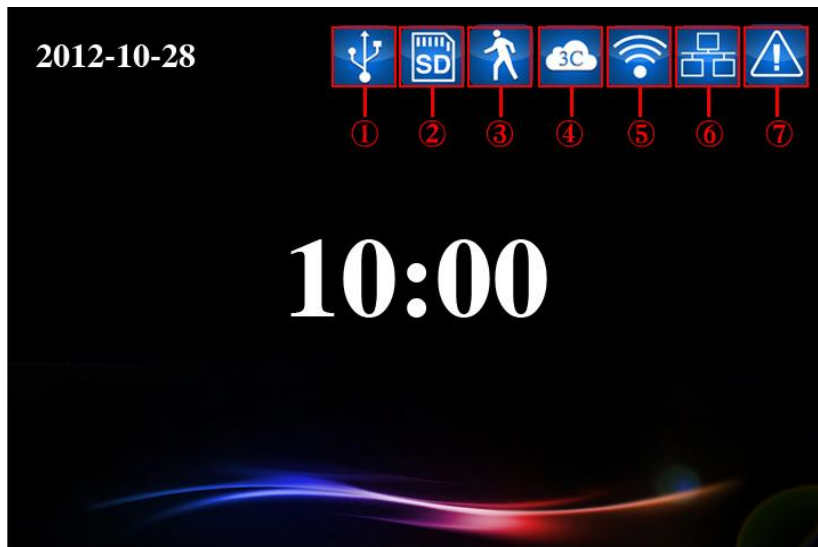 2012-10-28
SD
3C
① ② ③ ④ ⑤ ⑥ ⑦
10:00